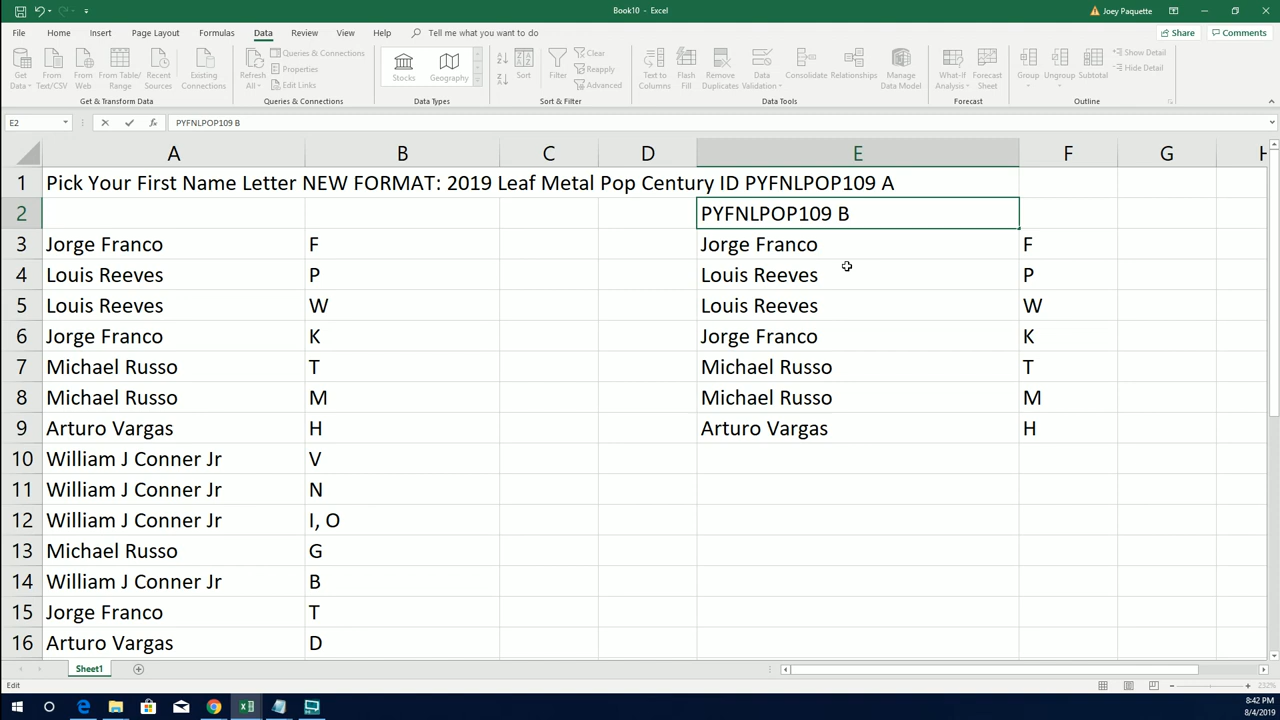 Book10 - Excel
Joey Paquette
File Home Insert Page Layout Formulas Data Review View Help Tell me what you want to do
Share Comments
Get Data From Text/CSV From Web From Table/Range Recent Sources Existing Connections
Get & Transform Data
Refresh All Queries & Connections Properties Edit Links
Queries & Connections
Stocks Geography
Data Types
Sort Filter Clear Reapply Advanced
Sort & Filter
Text to Columns Flash Fill Remove Duplicates Data Validation Consolidate Relationships Manage Data Model
Data Tools
What-If Analysis Forecast Sheet
Forecast
Group Ungroup Subtotal Show Detail Hide Detail
Outline
E2 fx PYFNLPOP109 B
A B C D E F G H
1 Pick Your First Name Letter NEW FORMAT: 2019 Leaf Metal Pop Century ID PYFNLPOP109 A
2 PYFNLPOP109 B
3 Jorge Franco F Jorge Franco F
4 Louis Reeves P Louis Reeves P
5 Louis Reeves W Louis Reeves W
6 Jorge Franco K Jorge Franco K
7 Michael Russo T Michael Russo T
8 Michael Russo M Michael Russo M
9 Arturo Vargas H Arturo Vargas H
10 William J Conner Jr V
11 William J Conner Jr N
12 William J Conner Jr I, O
13 Michael Russo G
14 William J Conner Jr B
15 Jorge Franco T
16 Arturo Vargas D
Sheet1
Edit
232%
8:42 PM
8/4/2019